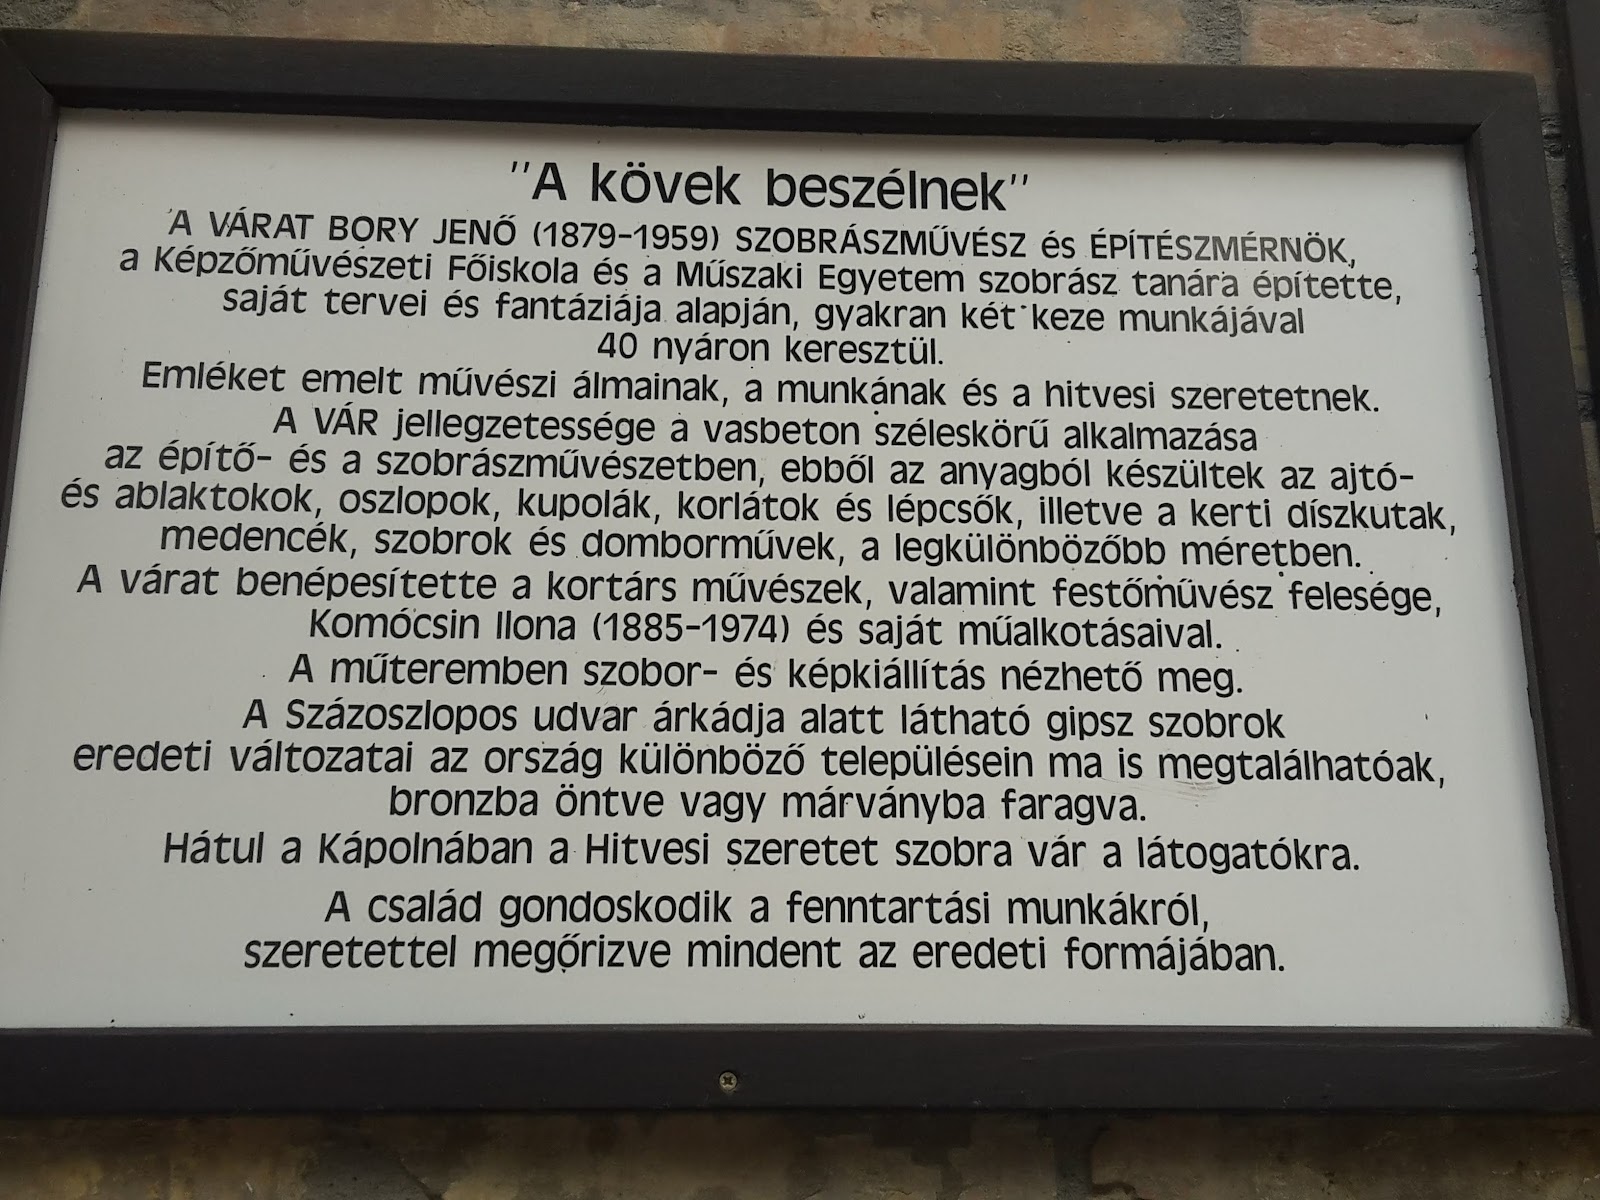 "A kövek beszélnek"
A VÁRAT BORY JENŐ (1879-1959) SZOBRÁSZMŰVÉSZ és ÉPÍTÉSZMÉRNÖK,
a Képzőművészeti Főiskola és a Műszaki Egyetem szobrász tanára építette,
saját tervei és fantáziája alapján, gyakran két keze munkájával
40 nyáron keresztül.
Emléket emelt művészi álmainak, a munkának és a hitvesi szeretetnek.
A VÁR jellegzetessége a vasbeton széleskörű alkalmazása
az építő- és a szobrászművészetben, ebből az anyagból készültek az ajtó-
és ablaktokok, oszlopok, kupolák, korlátok és lépcsők, illetve a kerti díszkutak,
medencék, szobrok és domborművek, a legkülönbözőbb méretben.
A várat benépesítette a kortárs művészek, valamint festőművész felesége,
Komócsin Ilona (1885-1974) és saját műalkotásaival.
A műteremben szobor- és képkiállítás nézhető meg.
A Százoszlopos udvar árkádja alatt látható gipsz szobrok
eredeti változatai az ország különböző településein ma is megtalálhatóak,
bronzba öntve vagy márványba faragva.
Hátul a Kápolnában a Hitvesi szeretet szobra vár a látogatókra.
A család gondoskodik a fenntartási munkákról,
szeretettel megőrizve mindent az eredeti formájában.